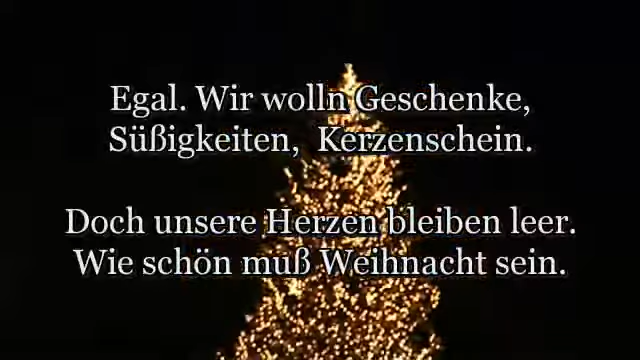 Egal. Wir wolln Geschenke,
Süßigkeiten, Kerzenschein.
Doch unsere Herzen bleiben leer.
Wie schön muß Weihnacht sein.